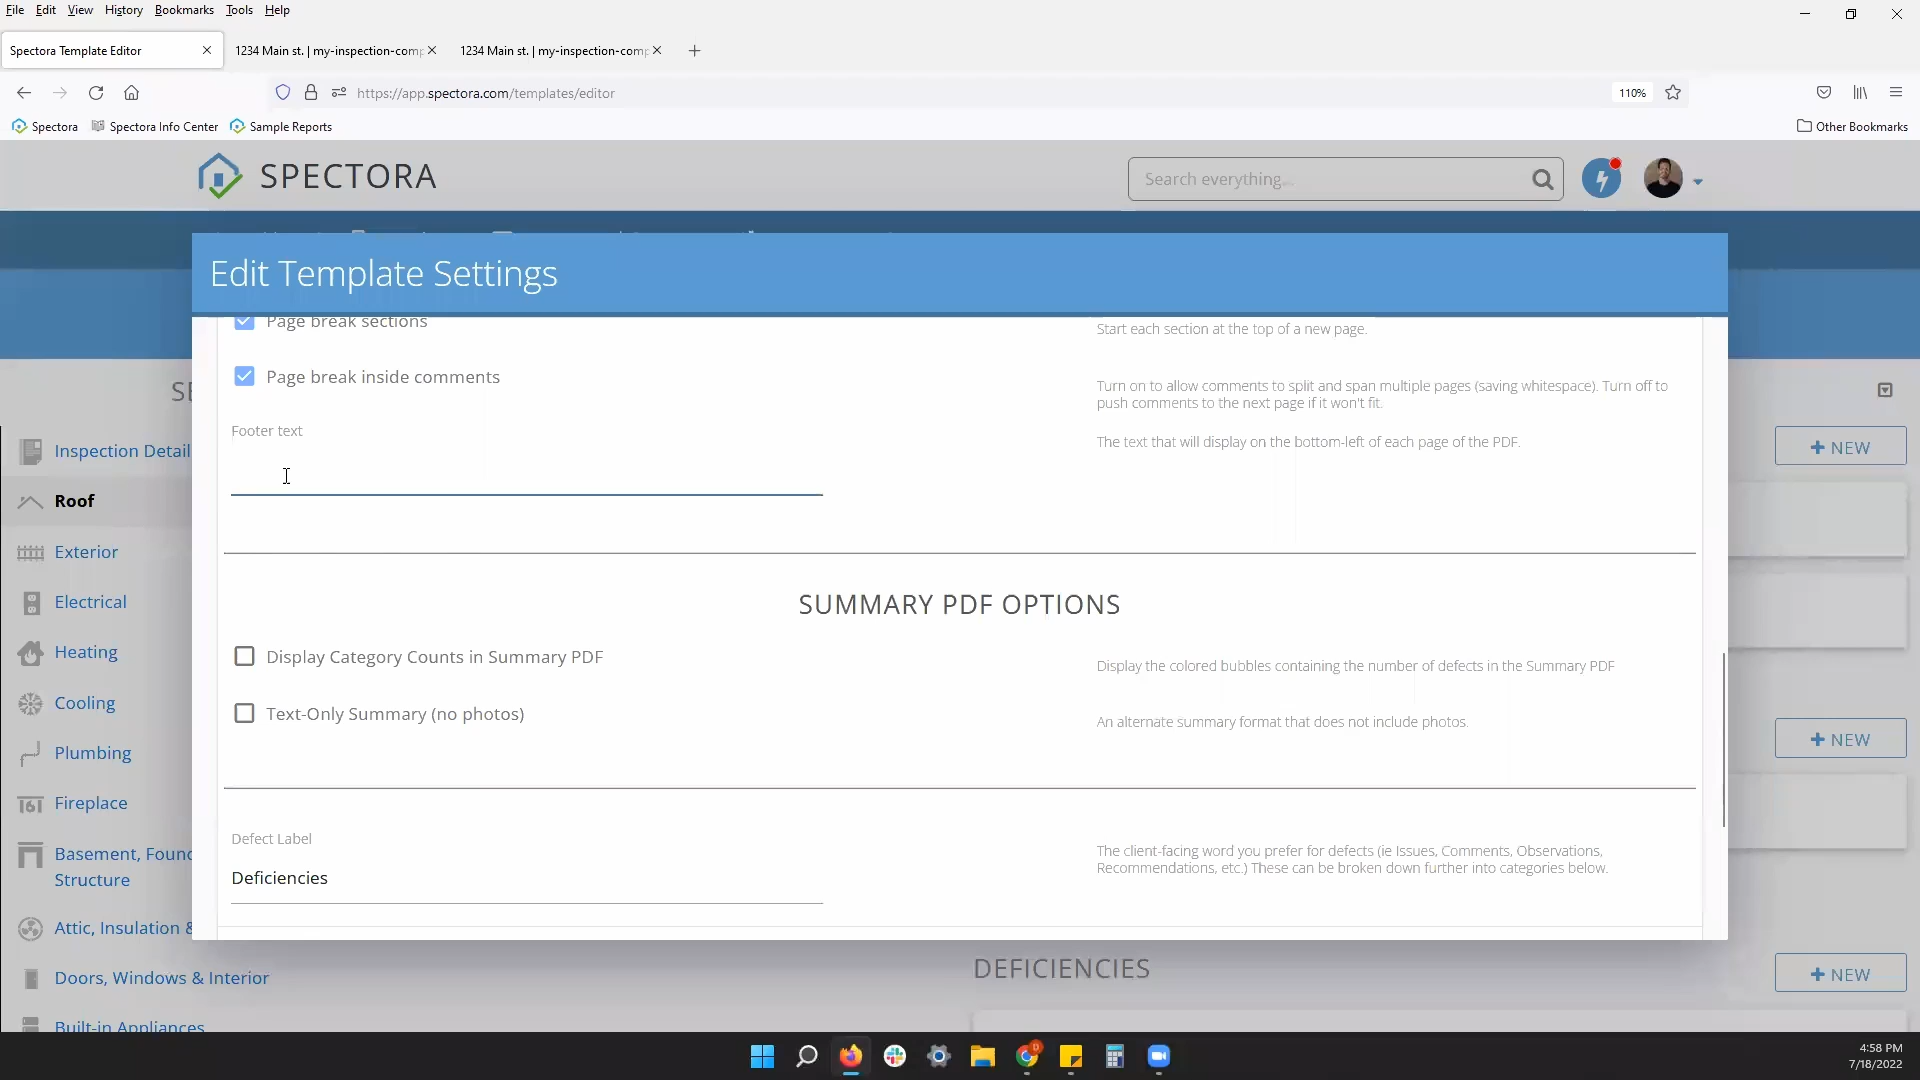 File Edit View History Bookmarks Tools Help
Spectora Template Editor
1234 Main st. | my-inspection-comp
1234 Main st. | my-inspection-comp
https://app.spectora.com/templates/editor
110%
Spectora
Spectora Info Center
Sample Reports
Other Bookmarks
SPECTORA
Search everything...
Edit Template Settings
Page break sections
Start each section at the top of a new page.
Page break inside comments
Turn on to allow comments to split and span multiple pages (saving whitespace). Turn off to
push comments to the next page if it won't fit.
Footer text
The text that will display on the bottom-left of each page of the PDF.
SUMMARY PDF OPTIONS
Display Category Counts in Summary PDF
Display the colored bubbles containing the number of defects in the Summary PDF
Text-Only Summary (no photos)
An alternate summary format that does not include photos.
Defect Label
Deficiencies
The client-facing word you prefer for defects (ie Issues, Comments, Observations,
Recommendations, etc.) These can be broken down further into categories below.
SE
Inspection Detail
Roof
Exterior
Electrical
Heating
Cooling
Plumbing
Fireplace
Basement, Found
Structure
Attic, Insulation &
Doors, Windows & Interior
Built-in Appliances
+ NEW
+ NEW
DEFICIENCIES
+ NEW
4:58 PM
7/18/2022